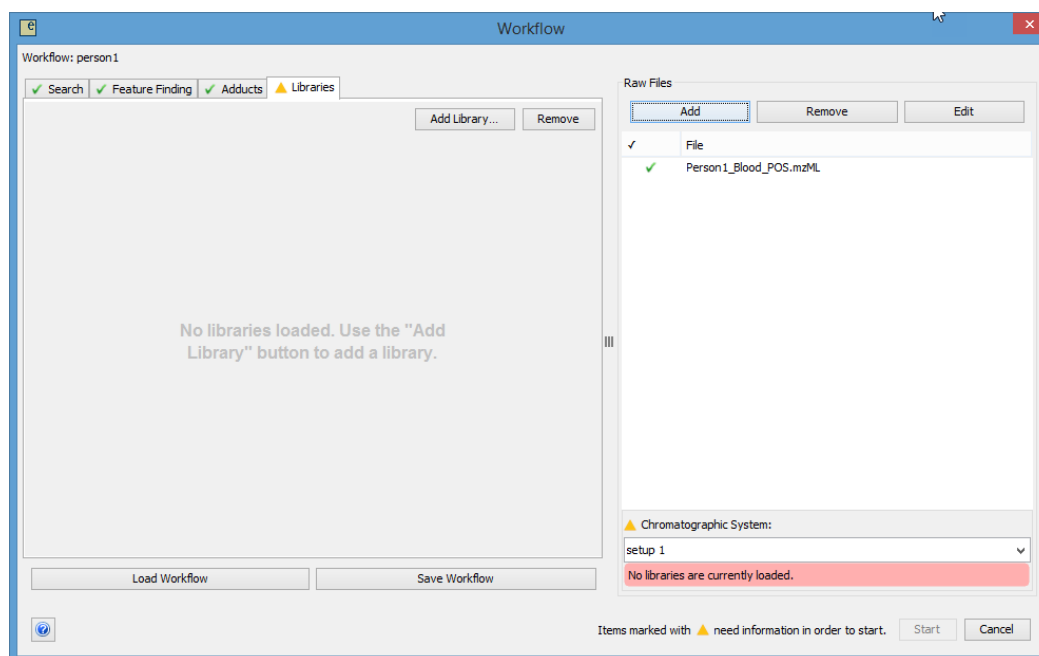 e
Workflow
Workflow: person1
Search
Feature Finding
Adducts
Libraries
Add Library...
Remove
No libraries loaded. Use the "Add
Library" button to add a library.
Load Workflow
Save Workflow
Raw Files
Add
Remove
Edit
✓ File
Person1_Blood_POS.mzML
Chromatographic System:
setup 1
No libraries are currently loaded.
Items marked with need information in order to start.
Start
Cancel